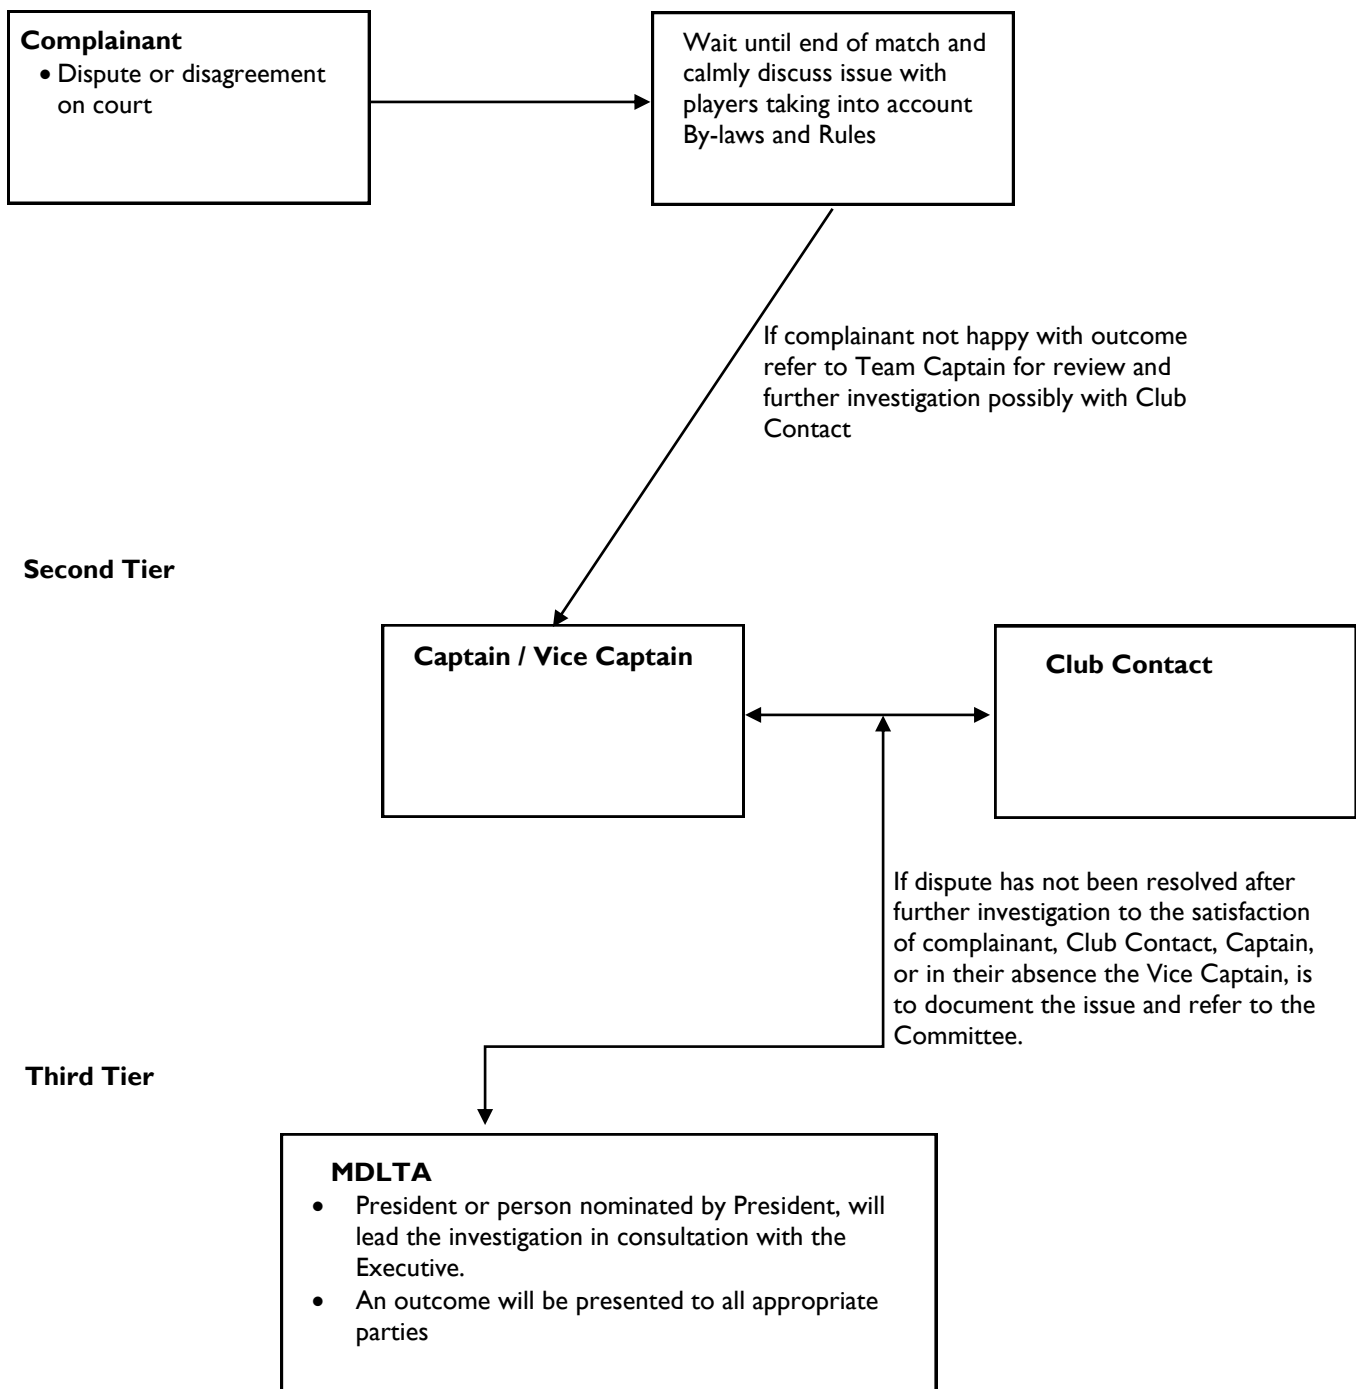 Complainant
• Dispute or disagreement
on court
Wait until end of match and
calmly discuss issue with
players taking into account
By-laws and Rules
If complainant not happy with outcome
refer to Team Captain for review and
further investigation possibly with Club
Contact
Second Tier
Captain / Vice Captain
Club Contact
If dispute has not been resolved after
further investigation to the satisfaction
of complainant, Club Contact, Captain,
or in their absence the Vice Captain, is
to document the issue and refer to the
Committee.
Third Tier
MDLTA
• President or person nominated by President, will
lead the investigation in consultation with the
Executive.
• An outcome will be presented to all appropriate
parties